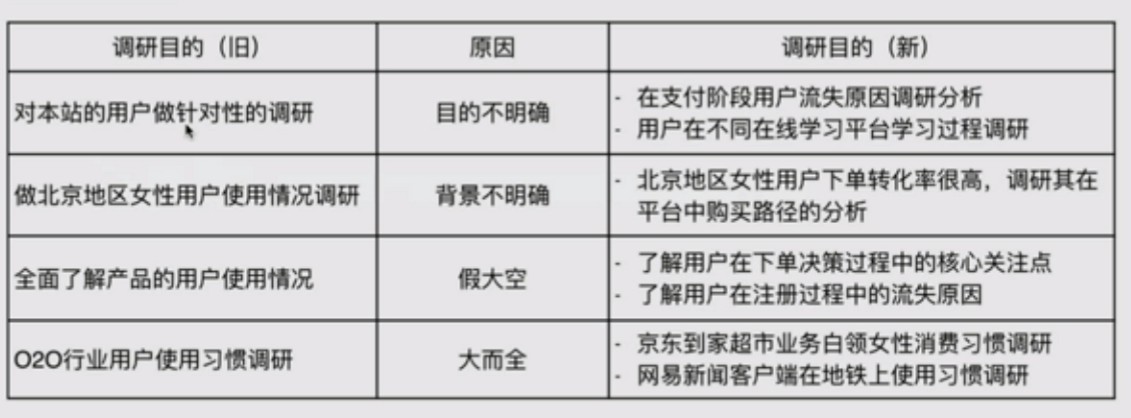 调研目的（旧） 原因 调研目的（新）
对本站的用户做针对性的调研 目的不明确 - 在支付阶段用户流失原因调研分析
- 用户在不同在线学习平台学习过程调研
做北京地区女性用户使用情况调研 背景不明确 - 北京地区女性用户下单转化率很高，调研其在
平台中购买路径的分析
全面了解产品的用户使用情况 假大空 - 了解用户在下单决策过程中的核心关注点
- 了解用户在注册过程中的流失原因
O2O行业用户使用习惯调研 大而全 - 京东到家超市业务白领女性消费习惯调研
- 网易新闻客户端在地铁上使用习惯调研